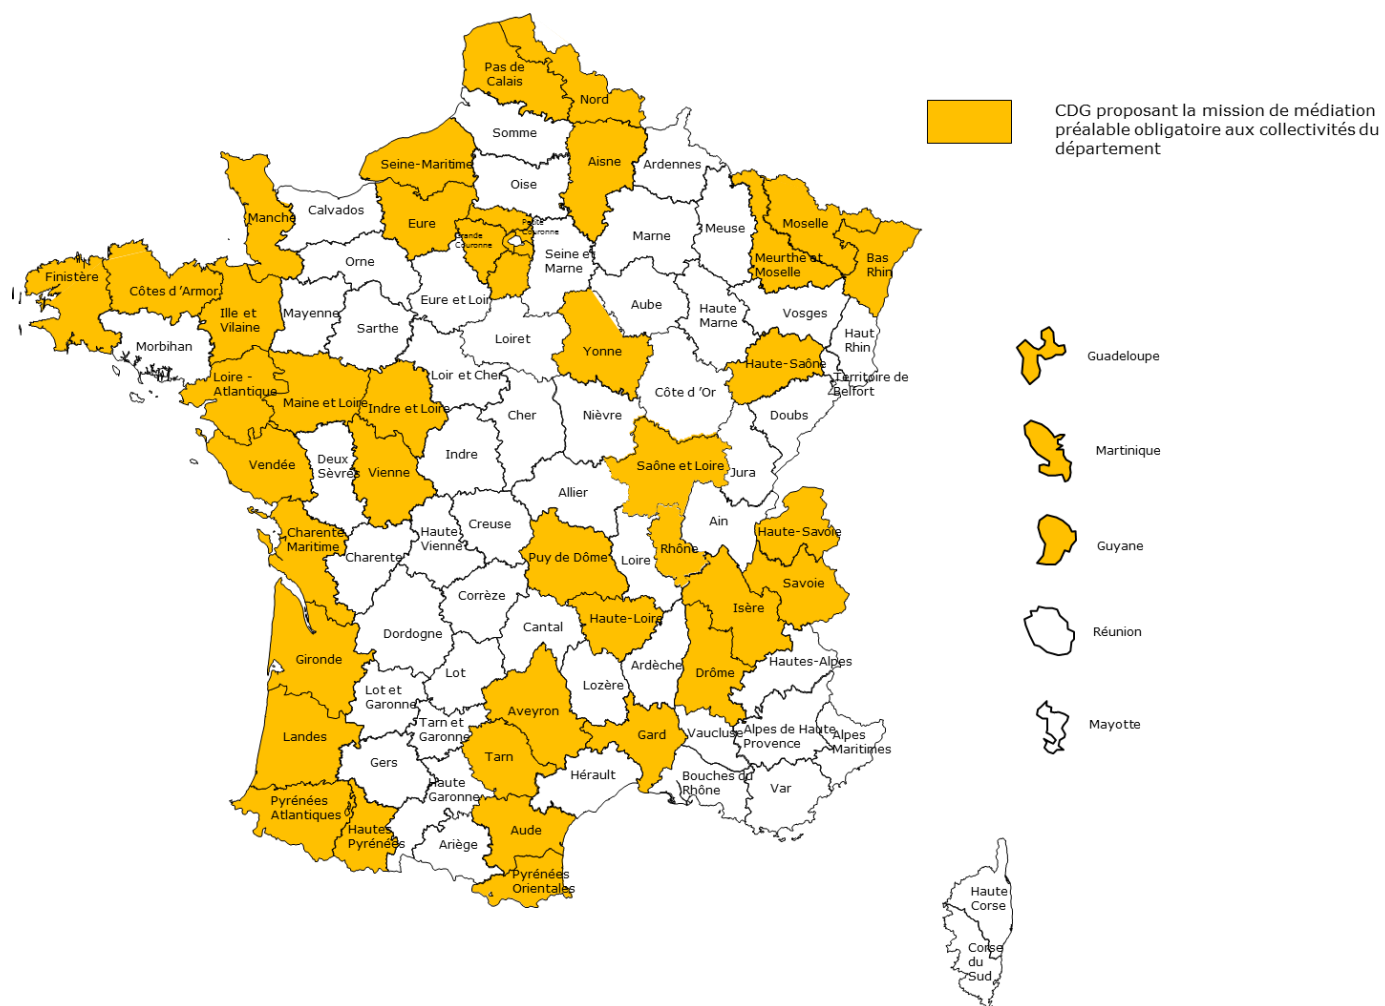 Pas de
Calais
Nord
CDG proposant la mission de médiation
préalable obligatoire aux collectivités du
département
Somme
Seine-Maritime
Aisne
Ardennes
Oise
Manche
Calvados
Eure
Petite
Couronne
Grande
Couronne
Marne
Meuse
Moselle
Meurthe et
Moselle
Bas
Rhin
Seine et
Marne
Orne
Finistère
Côtes d'Armor
Ille et
Vilaine
Mayenne
Sarthe
Eure et Loir
Aube
Haute
Marne
Vosges
Haut
Rhin
Morbihan
Loiret
Yonne
Haute-Saône
Territoire de
Belfort
Guadeloupe
Loire -
Atlantique
Maine et Loire
Indre et Loire
Loir et Cher
Cher
Nièvre
Côte d'Or
Doubs
Vendée
Deux
Sèvres
Vienne
Indre
Saône et Loire
Jura
Martinique
Allier
Ain
Charente
Maritime
Charente
Haute
Vienne
Creuse
Puy de Dôme
Loire
Rhône
Haute-Savoie
Savoie
Guyane
Corrèze
Dordogne
Cantal
Haute-Loire
Isère
Réunion
Gironde
Lot
Lot et
Garonne
Lozère
Ardèche
Drôme
Hautes-Alpes
Landes
Tarn et
Garonne
Aveyron
Tarn
Gard
Vaucluse
Alpes de Haute
Provence
Alpes
Maritimes
Mayotte
Gers
Haute
Garonne
Hérault
Bouches du
Rhône
Var
Pyrénées
Atlantiques
Hautes
Pyrénées
Ariège
Aude
Pyrénées
Orientales
Haute
Corse
Corse
du
Sud